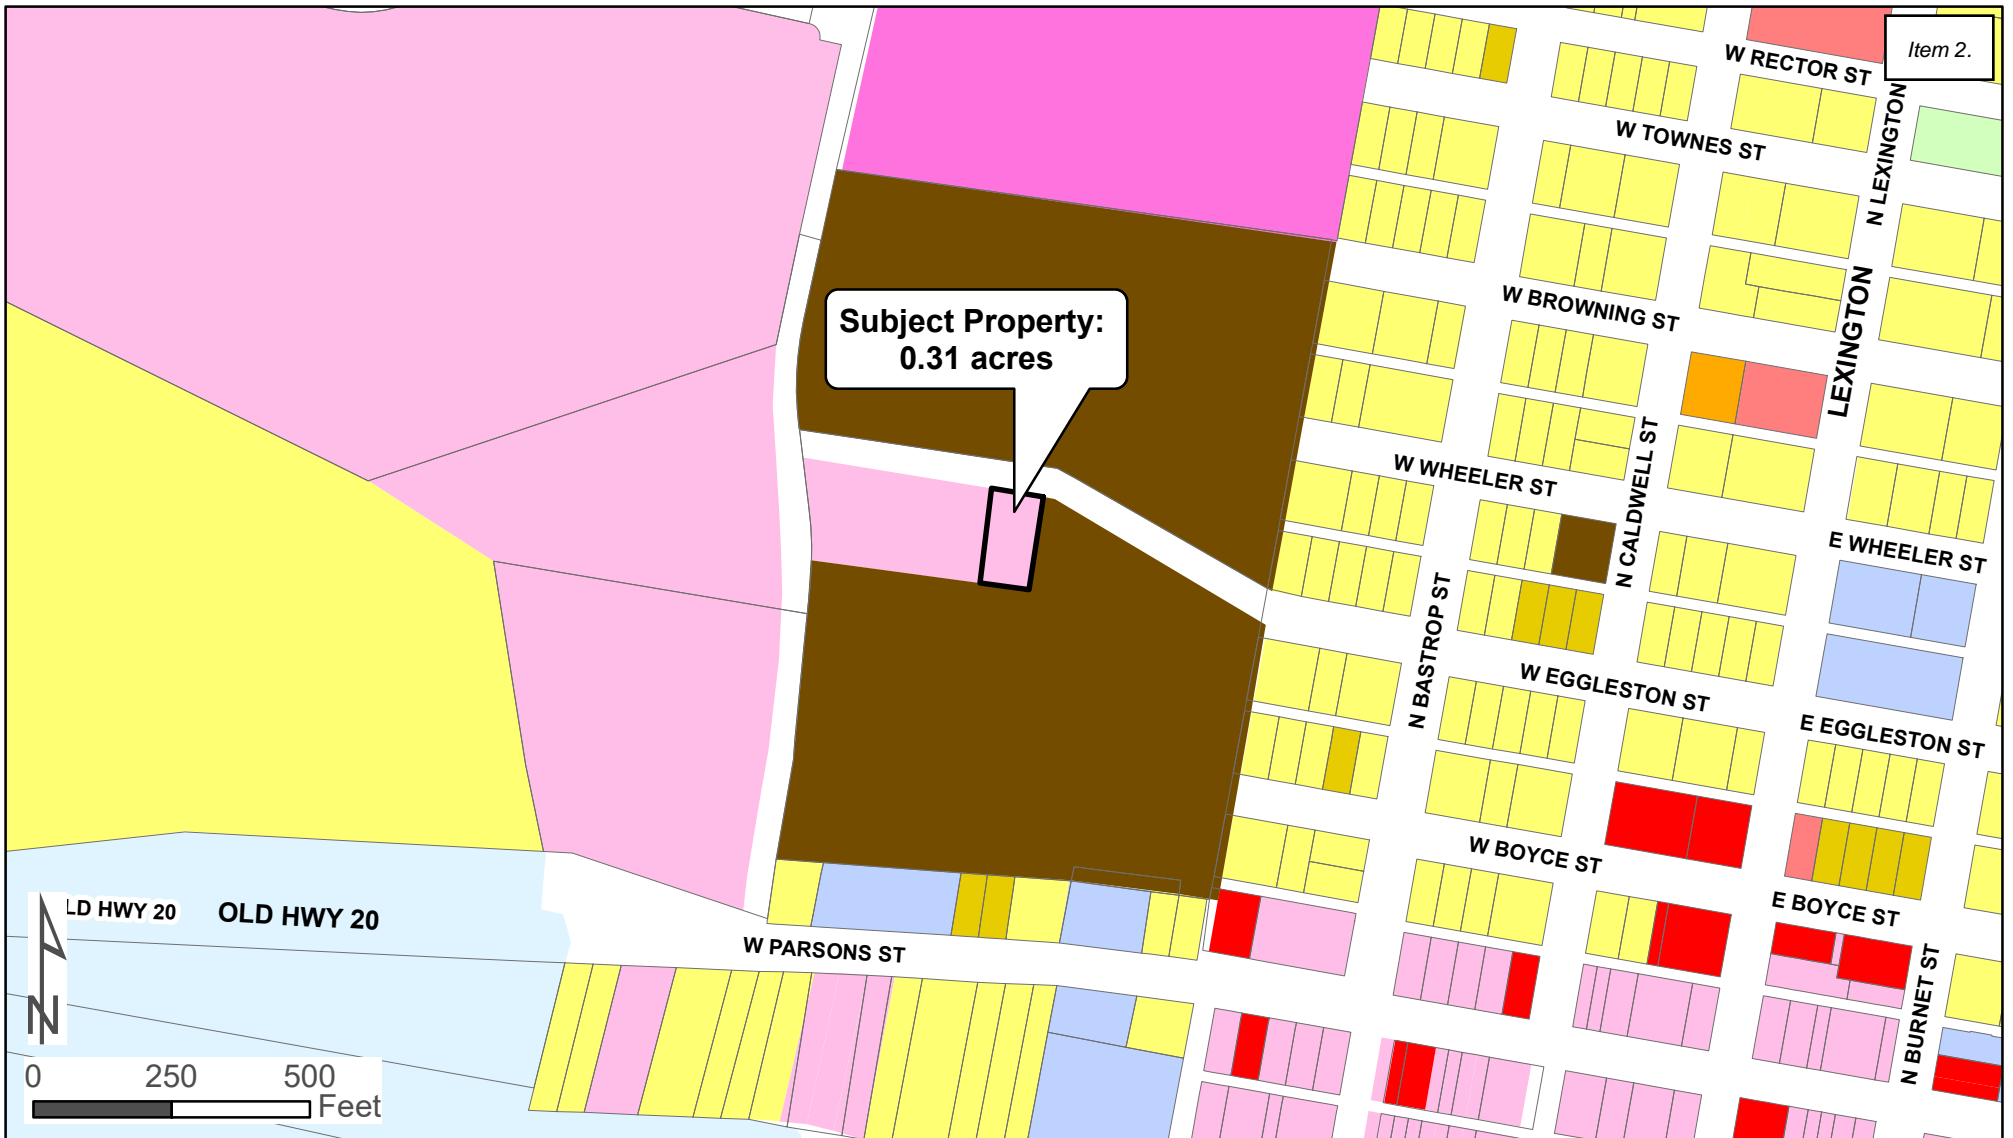 Item 2.
W RECTOR ST
N LEXINGTON
W TOWNES ST
LEXINGTON
W BROWNING ST
Subject Property:
0.31 acres
W WHEELER ST
N CALDWELL ST
E WHEELER ST
N BASTROP ST
W EGGLESTON ST
E EGGLESTON ST
W BOYCE ST
E BOYCE ST
LD HWY 20
OLD HWY 20
W PARSONS ST
N BURNET ST
N
0 250 500
Feet